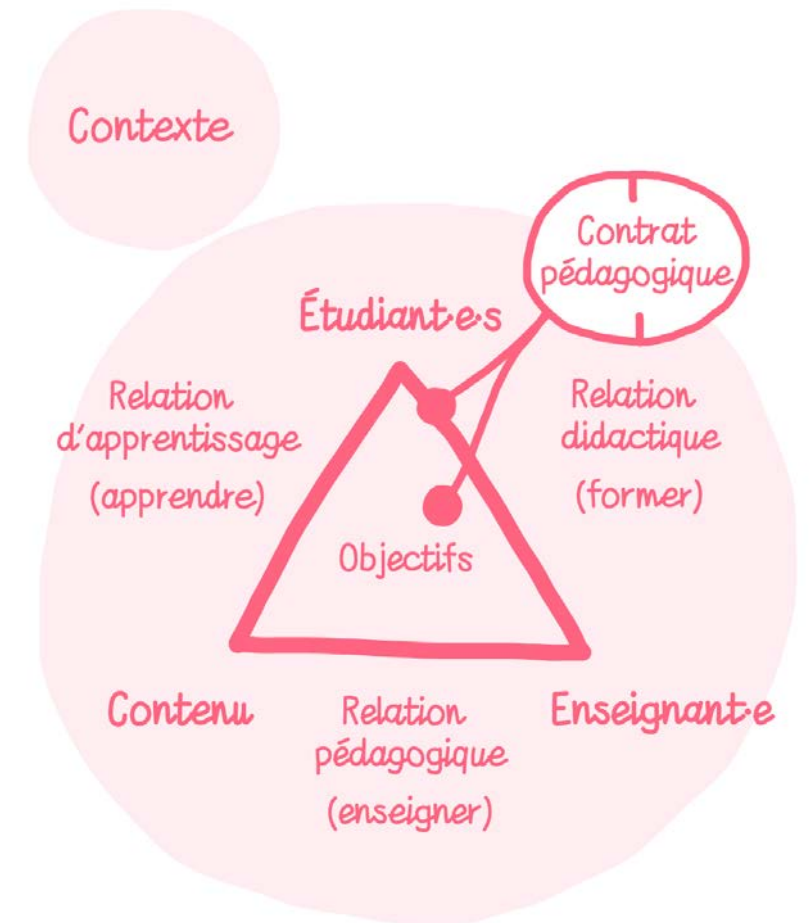 Contexte
Contrat
pédagogique
Étudiant·e·s
Relation
d'apprentissage
(apprendre)
Relation
didactique
(former)
Objectifs
Contenu
Relation
pédagogique
(enseigner)
Enseignant·e